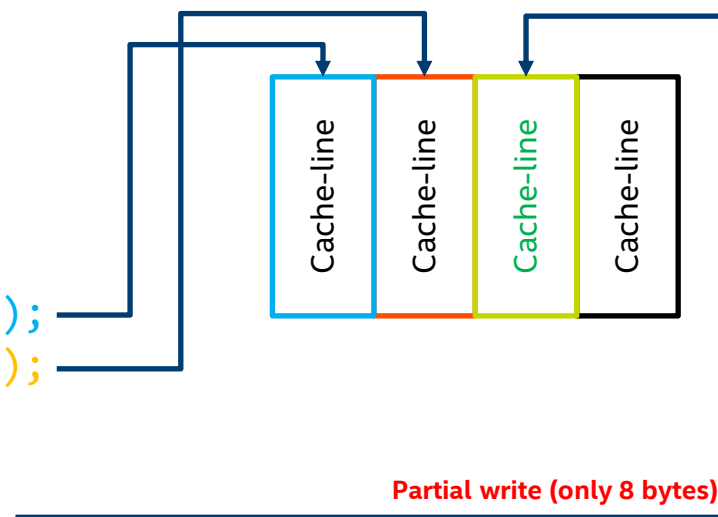 Cache-line
Cache-line
Cache-line
Cache-line
);
);
Partial write (only 8 bytes)